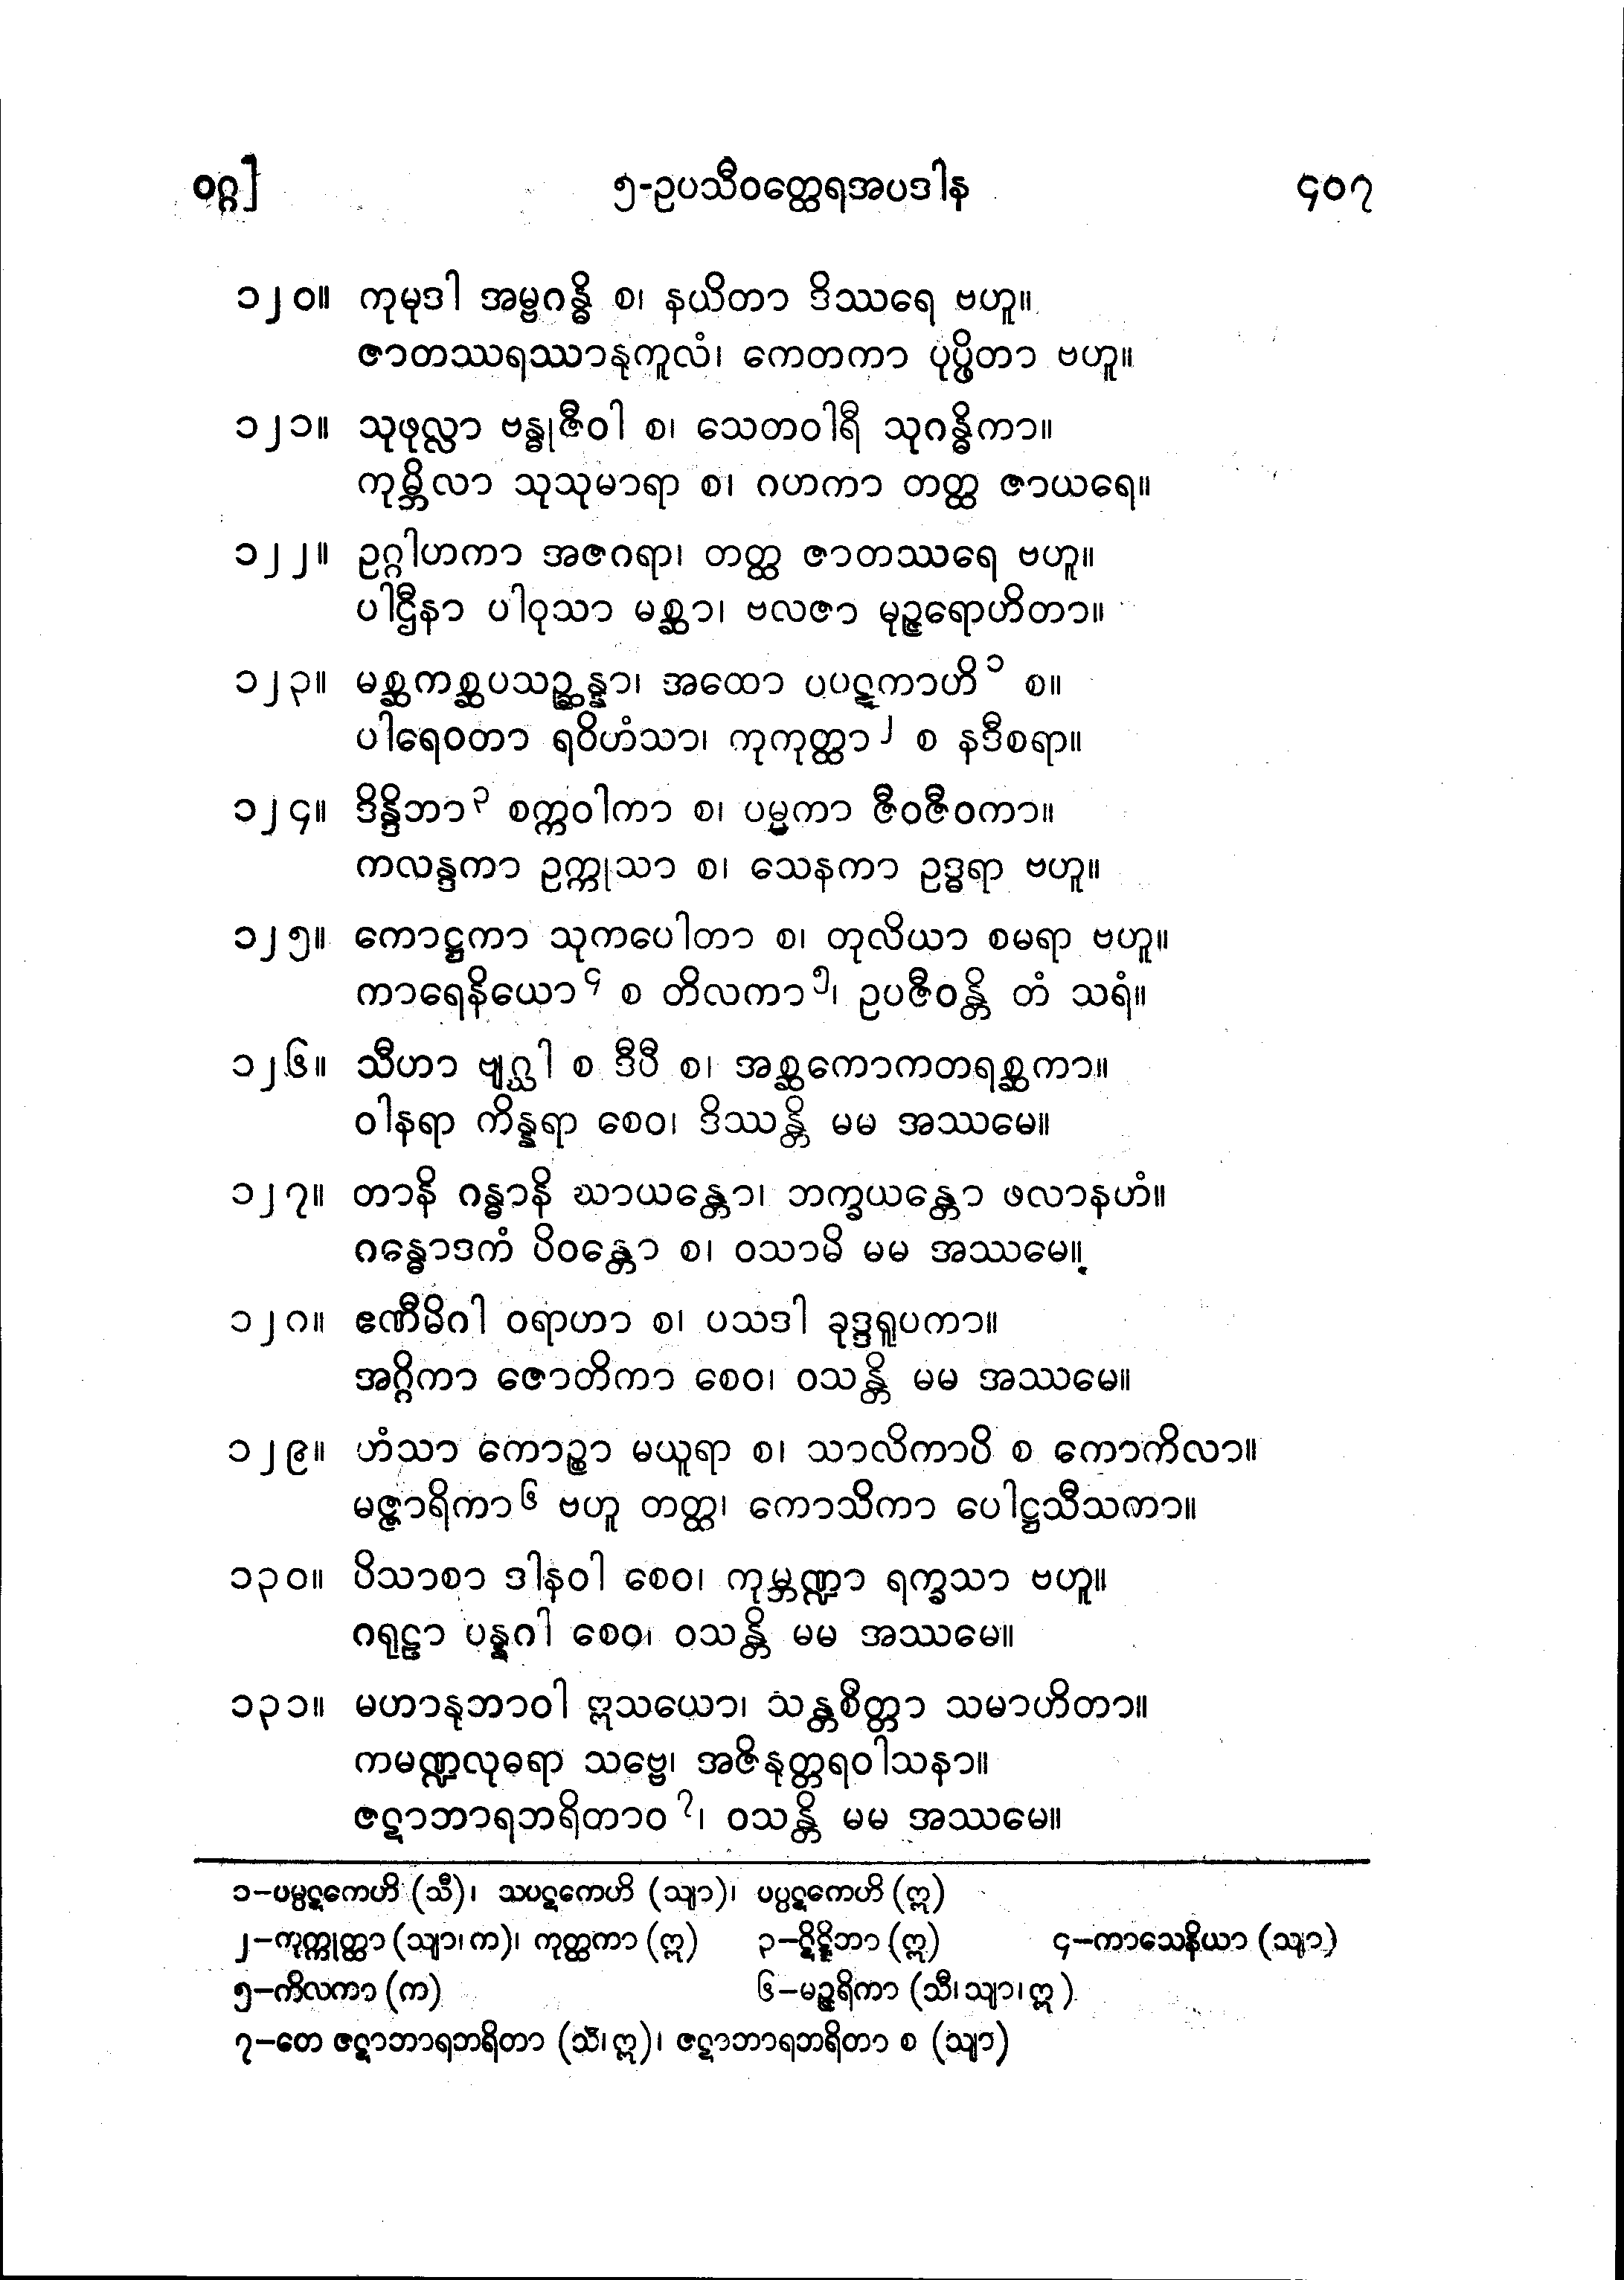 ဝဂ္ဂ]
၅-ဥပသီဝတ္ထေရအပဒါန
၄၀၇
၁၂၀။ ကုမုဒါ အမ္ဗဂန္ဓိ စ၊ နယိတာ ဒိဿရေ ဗဟူ။
ဇာတဿရဿာနုကူလံ၊ ကေတကာ ပုပ္ဖိတာ ဗဟူ။
၁၂၁။ သုဖုလ္လာ ဗန္ဓုဇီဝါ စ၊ သေတဝါရီ သုဂန္ဓိကာ။
ကုမ္ဘိလာ သုသုမာရာ စ၊ ဂဟကာ တတ္ထ ဇာယရေ။
၁၂၂။ ဥဂ္ဂါဟကာ အဇဂရာ၊ တတ္ထ ဇာတဿရေ ဗဟူ။
ပါဌီနာ ပါဝုသာ မစ္ဆာ၊ ဗလဇာ မုဉ္ဇရောဟိတာ။
၁၂၃။ မစ္ဆကစ္ဆပသဉ္ဆန္နာ၊ အထော ပပဋကာဟိ ၁ စ။
ပါရေဝတာ ရဝိဟံသာ၊ ကုကုတ္ထာ ၂ စ နဒီစရာ။
၁၂၄။ ဒိန္ဒိဘာ ၃ စက္ကဝါကာ စ၊ ပမ္ပကာ ဇီဝဇီဝကာ။
ကလန္ဒကာ ဥက္ကုသာ စ၊ သေနကာ ဥဒ္ဓရာ ဗဟူ။
၁၂၅။ ကောဋ္ဌကာ သုကပေါတာ စ၊ တုလိယာ စမရာ ဗဟူ။
ကာရေနိယော ၄ စ တိလကာ ၅၊ ဥပဇီဝန္တိ တံ သရံ။
၁၂၆။ သီဟာ ဗျဂ္ဃါ စ ဒီပီ စ၊ အစ္ဆကောကတရစ္ဆကာ။
ဝါနရာ ကိန္နရာ စေဝ၊ ဒိဿန္တိ မမ အဿမေ။
၁၂၇။ တာနိ ဂန္ဓာနိ ဃာယန္တော၊ ဘက္ခယန္တော ဖလာနဟံ။
ဂန္ဓောဒကံ ပိဝန္တော စ၊ ဝသာမိ မမ အဿမေ။
၁၂၈။ ဧဏီမိဂါ ဝရာဟာ စ၊ ပသဒါ ခုဒ္ဒရူပကာ။
အဂ္ဂိကာ ဇောတိကာ စေဝ၊ ဝသန္တိ မမ အဿမေ။
၁၂၉။ ဟံသာ ကောဉ္စာ မယူရာ စ၊ သာလိကာပိ စ ကောကိလာ။
မဇ္ဇာရိကာ ၆ ဗဟူ တတ္ထ၊ ကောသိကာ ပေါဋ္ဌသီသကာ။
၁၃၀။ ပိသာစာ ဒါနဝါ စေဝ၊ ကုမ္ဘဏ္ဍာ ရက္ခသာ ဗဟူ။
ဂရုဠာ ပန္နဂါ စေဝ၊ ဝသန္တိ မမ အဿမေ။
၁၃၁။ မဟာနုဘာဝါ ဣသယော၊ သန္တစိတ္တာ သမာဟိတာ။
ကမဏ္ဍလုဓရာ သဗ္ဗေ၊ အဇိနုတ္တရဝါသနာ။
ဇဋာဘာရဘရိတာဝ ၇၊ ဝသန္တိ မမ အဿမေ။
၁-ပမ္ပဋကေဟိ (သီ)၊ သပဋကေဟိ (သျာ)၊ ပပ္ပဋကေဟိ (ဣ)
၂-ကုက္ကုတ္ထာ (သျာ၊ က)၊ ကုတ္ထကာ (ဣ) ၃-ဋိဋ္ဋိဘာ (ဣ) ၄-ကာသေနိယာ (သျာ)
၅-ကိလကာ (က) ၆-မဉ္ဇရိကာ (သီ၊ သျာ၊ ဣ)
၇-တေ ဇဋာဘာရဘရိတာ (သီ၊ ဣ)၊ ဇဋာဘာရဘရိတာ စ (သျာ)